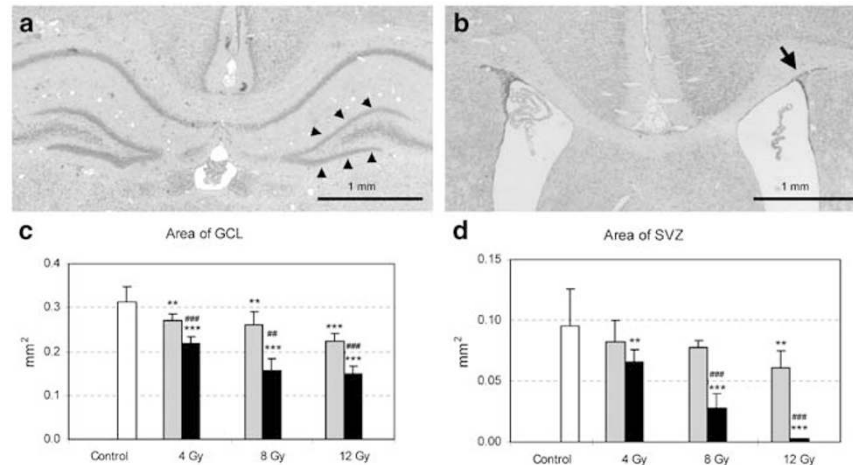 a
b
1 mm
1 mm
c
Area of GCL
d
Area of SVZ
0.4
0.3
0.2
0.1
0.0
mm²
**
###
***
**
##
***
***
###
***
Control
4 Gy
8 Gy
12 Gy
0.15
0.10
0.05
0.00
mm²
**
###
***
**
###
***
Control
4 Gy
8 Gy
12 Gy